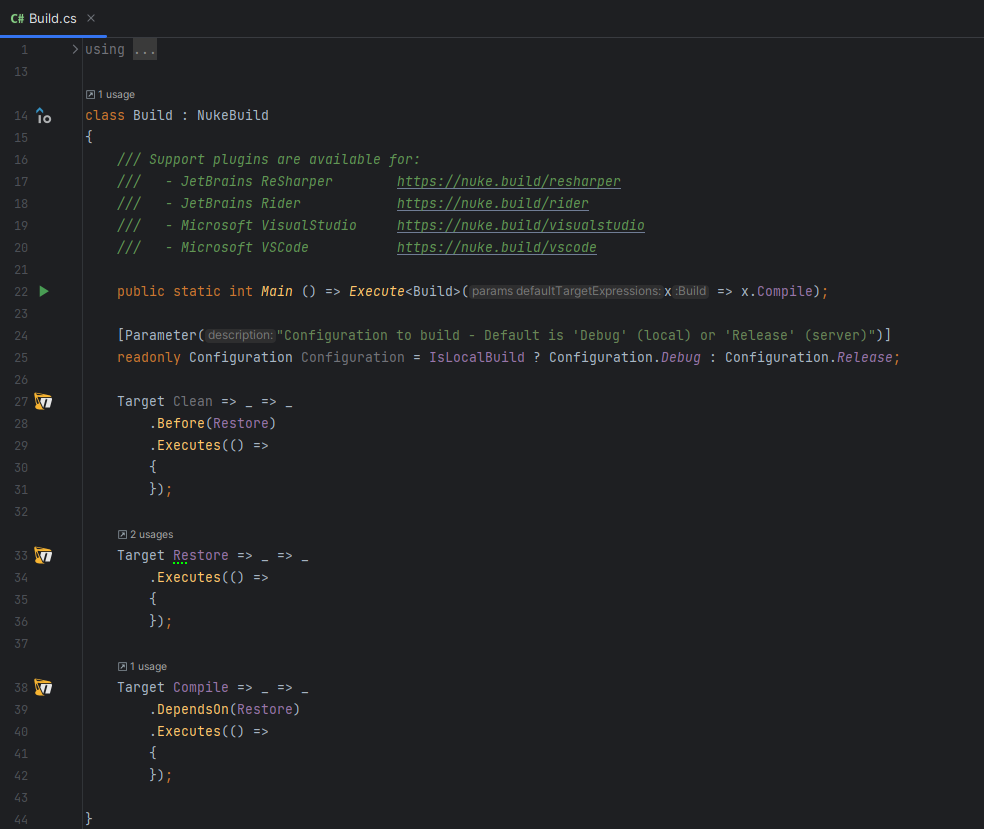 C# Build.cs ×
1 > using ...
13
1 usage
14 class Build : NukeBuild
15 {
16 /// Support plugins are available for:
17 ///   - JetBrains ReSharper        https://nuke.build/resharper
18 ///   - JetBrains Rider            https://nuke.build/rider
19 ///   - Microsoft VisualStudio     https://nuke.build/visualstudio
20 ///   - Microsoft VSCode           https://nuke.build/vscode
21
22 public static int Main () => Execute<Build>(params defaultTargetExpressions: x :Build => x.Compile);
23
24 [Parameter(description: "Configuration to build - Default is 'Debug' (local) or 'Release' (server)")]
25 readonly Configuration Configuration = IsLocalBuild ? Configuration.Debug : Configuration.Release;
26
27 Target Clean => _ => _
28     .Before(Restore)
29     .Executes(() =>
30     {
31     });
32
2 usages
33 Target Restore => _ => _
34     .Executes(() =>
35     {
36     });
37
1 usage
38 Target Compile => _ => _
39     .DependsOn(Restore)
40     .Executes(() =>
41     {
42     });
43
44 }